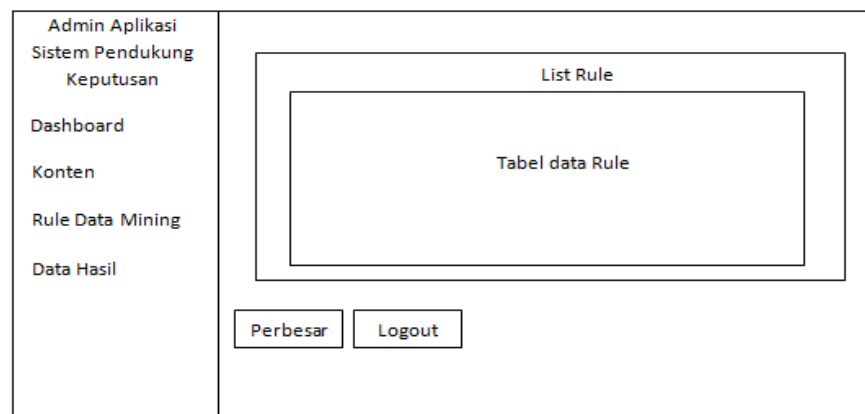 Admin Aplikasi
Sistem Pendukung
Keputusan
Dashboard
Konten
Rule Data Mining
Data Hasil
List Rule
Tabel data Rule
Perbesar
Logout